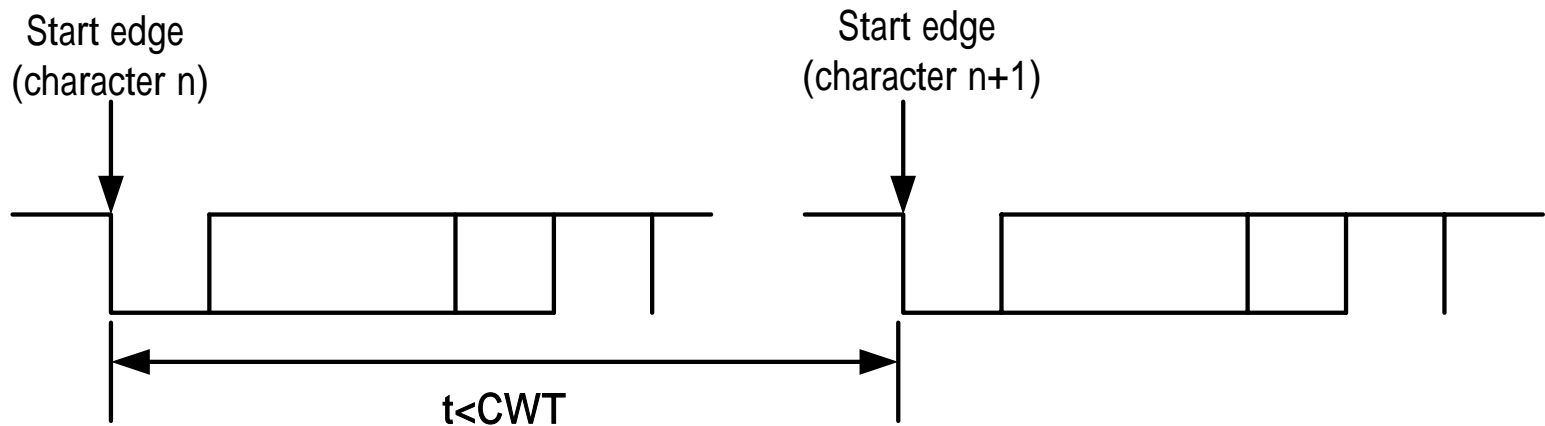 Start edge
(character n)
Start edge
(character n+1)
t<CWT